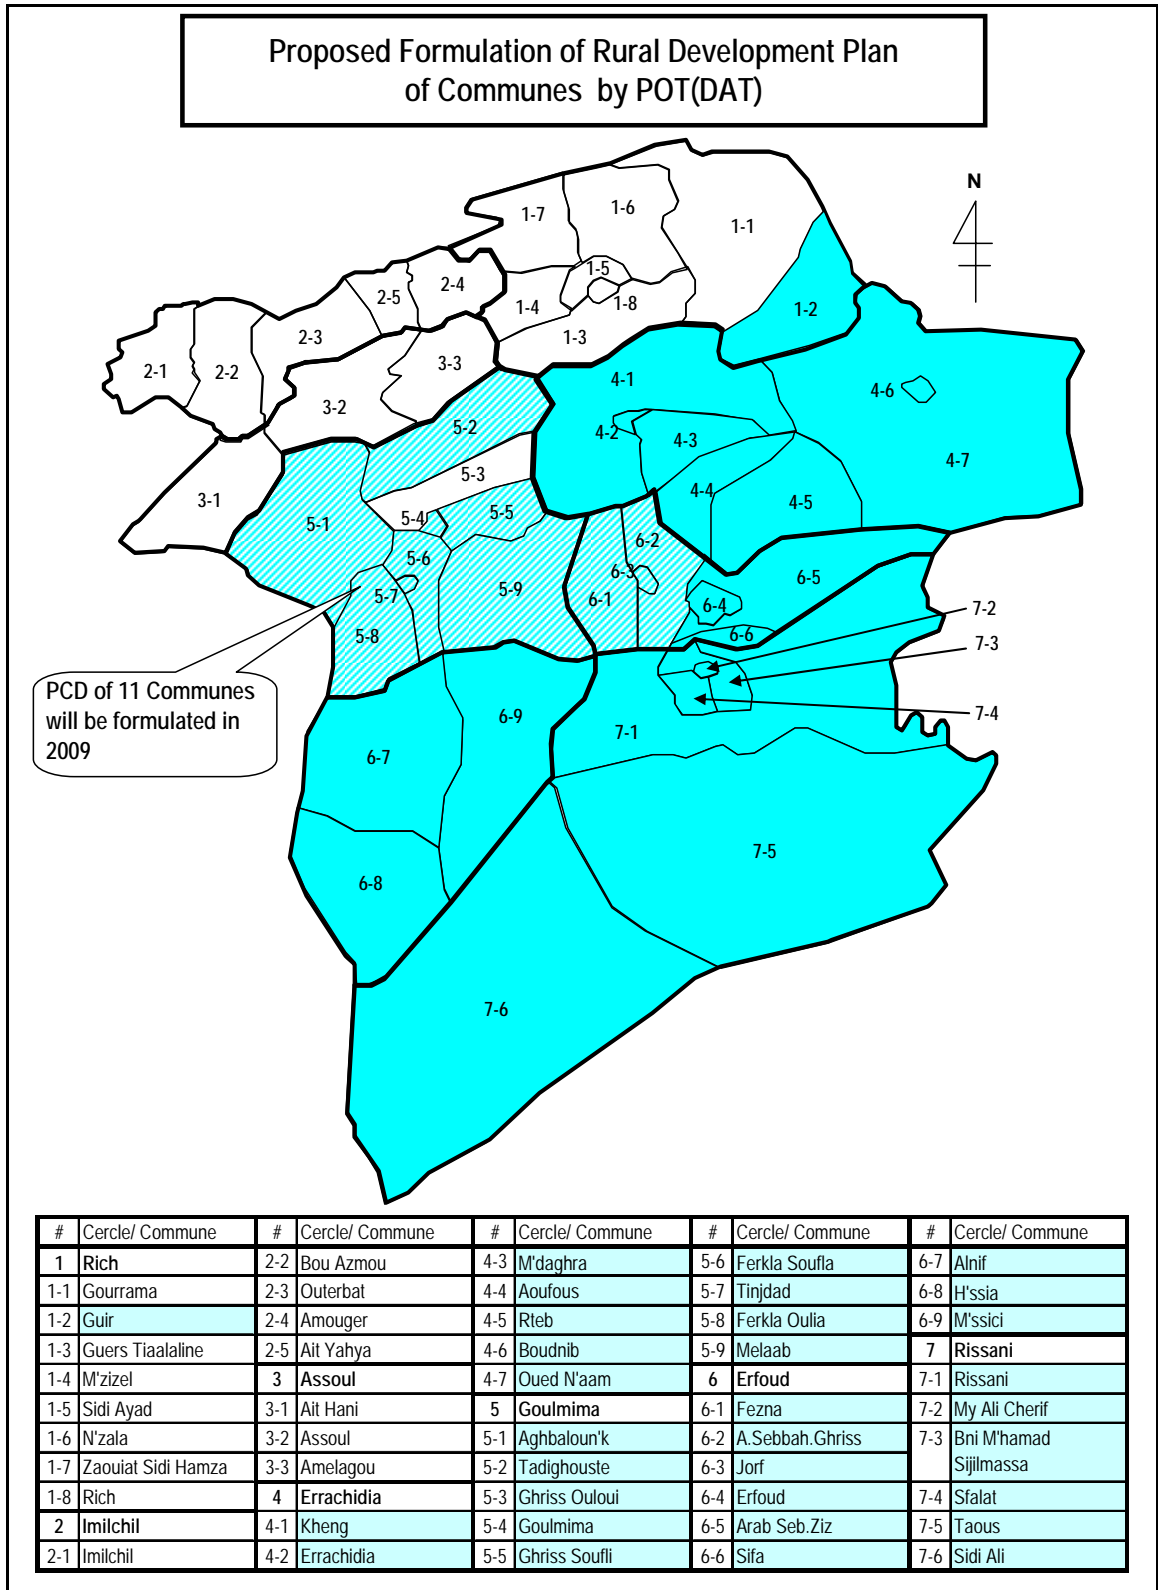 Proposed Formulation of Rural Development Plan
of Communes by POT(DAT)
N
1-7
1-6
1-1
1-5
1-2
2-4
2-5
1-4
1-8
2-3
1-3
3-3
2-1
2-2
4-1
4-6
3-2
5-2
4-2
4-3
4-7
5-3
3-1
4-4
4-5
5-1
5-4
5-5
6-2
5-6
6-3
6-5
5-7
5-9
6-1
6-4
7-2
5-8
6-6
7-3
PCD of 11 Communes
will be formulated in
2009
6-9
7-4
7-1
6-7
7-5
6-8
7-6
# Cercle/ Commune # Cercle/ Commune # Cercle/ Commune # Cercle/ Commune # Cercle/ Commune
1 Rich 2-2 Bou Azmou 4-3 M'daghra 5-6 Ferkla Soufla 6-7 Alnif
1-1 Gourrama 2-3 Outerbat 4-4 Aoufous 5-7 Tinjdad 6-8 H'ssia
1-2 Guir 2-4 Amouger 4-5 Rteb 5-8 Ferkla Oulia 6-9 M'ssici
1-3 Guers Tiaalaline 2-5 Ait Yahya 4-6 Boudnib 5-9 Melaab 7 Rissani
1-4 M'zizel 3 Assoul 4-7 Oued N'aam 6 Erfoud 7-1 Rissani
1-5 Sidi Ayad 3-1 Ait Hani 5 Goulmima 6-1 Fezna 7-2 My Ali Cherif
1-6 N'zala 3-2 Assoul 5-1 Aghbaloun'k 6-2 A.Sebbah.Ghriss 7-3 Bni M'hamad
1-7 Zaouiat Sidi Hamza 3-3 Amelagou 5-2 Tadighouste 6-3 Jorf Sijilmassa
1-8 Rich 4 Errachidia 5-3 Ghriss Ouloui 6-4 Erfoud 7-4 Sfalat
2 Imilchil 4-1 Kheng 5-4 Goulmima 6-5 Arab Seb.Ziz 7-5 Taous
2-1 Imilchil 4-2 Errachidia 5-5 Ghriss Soufli 6-6 Sifa 7-6 Sidi Ali